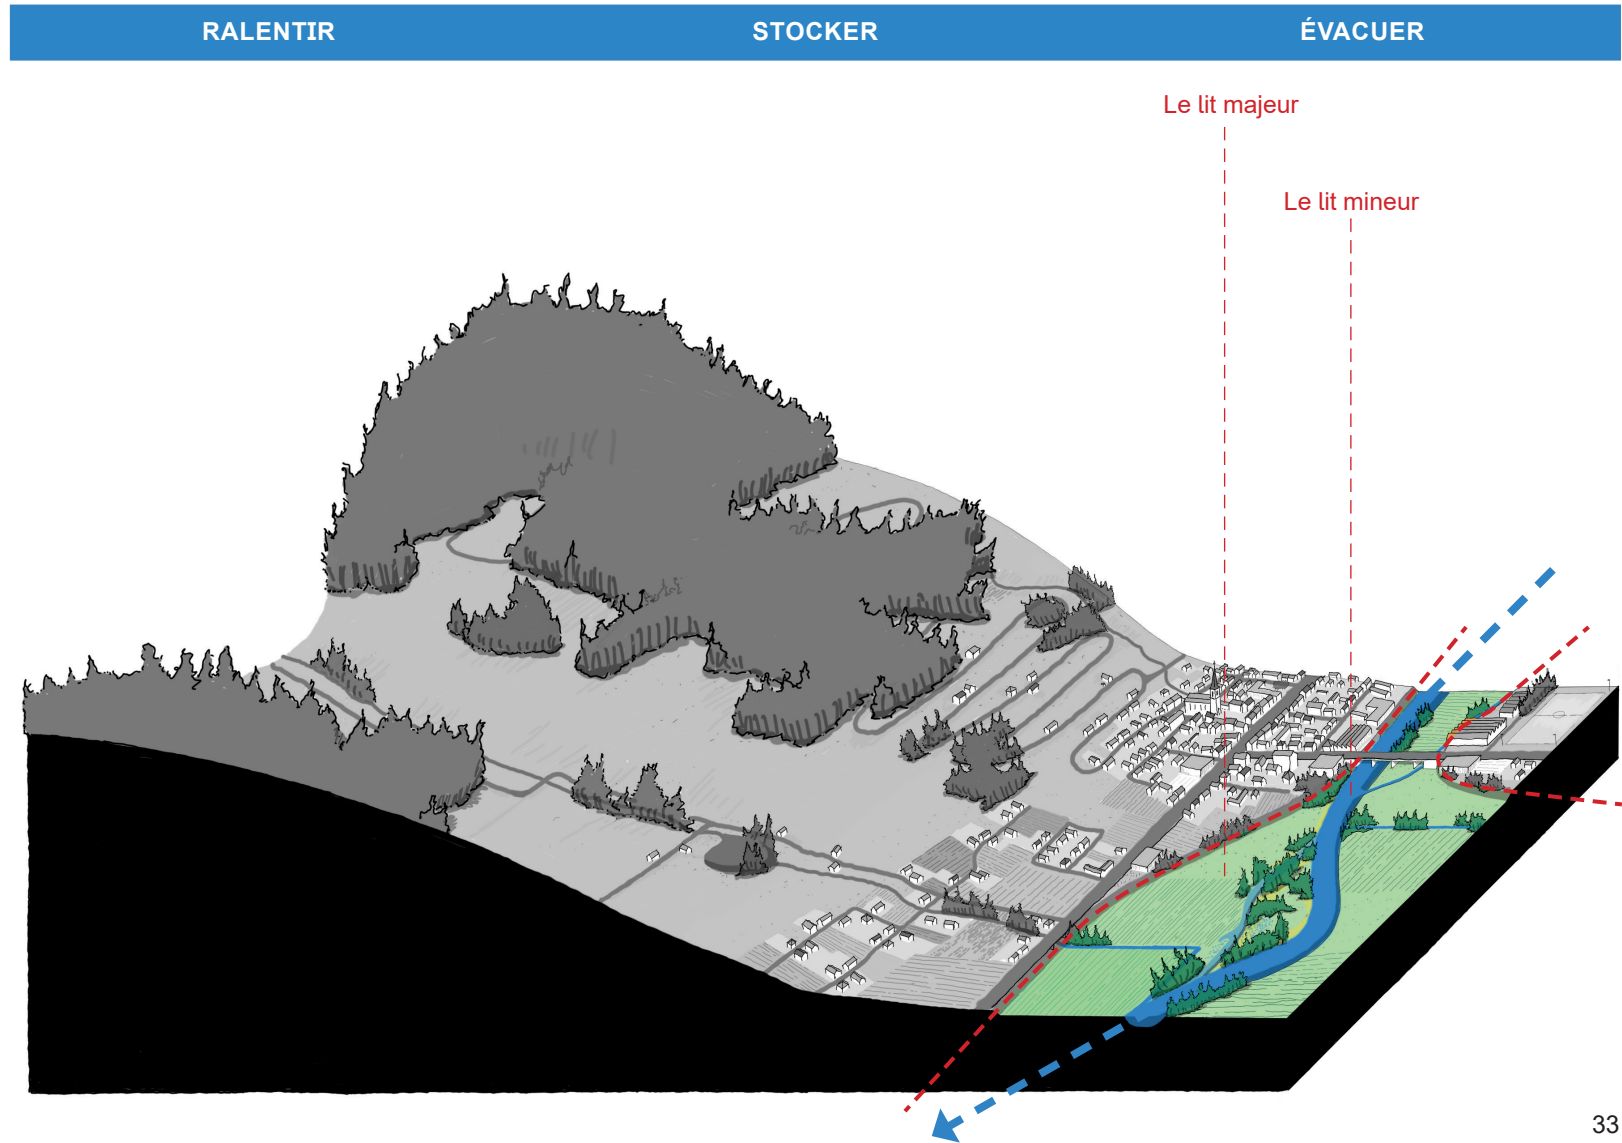 RALENTIR
STOCKER
ÉVACUER
Le lit majeur
Le lit mineur
33